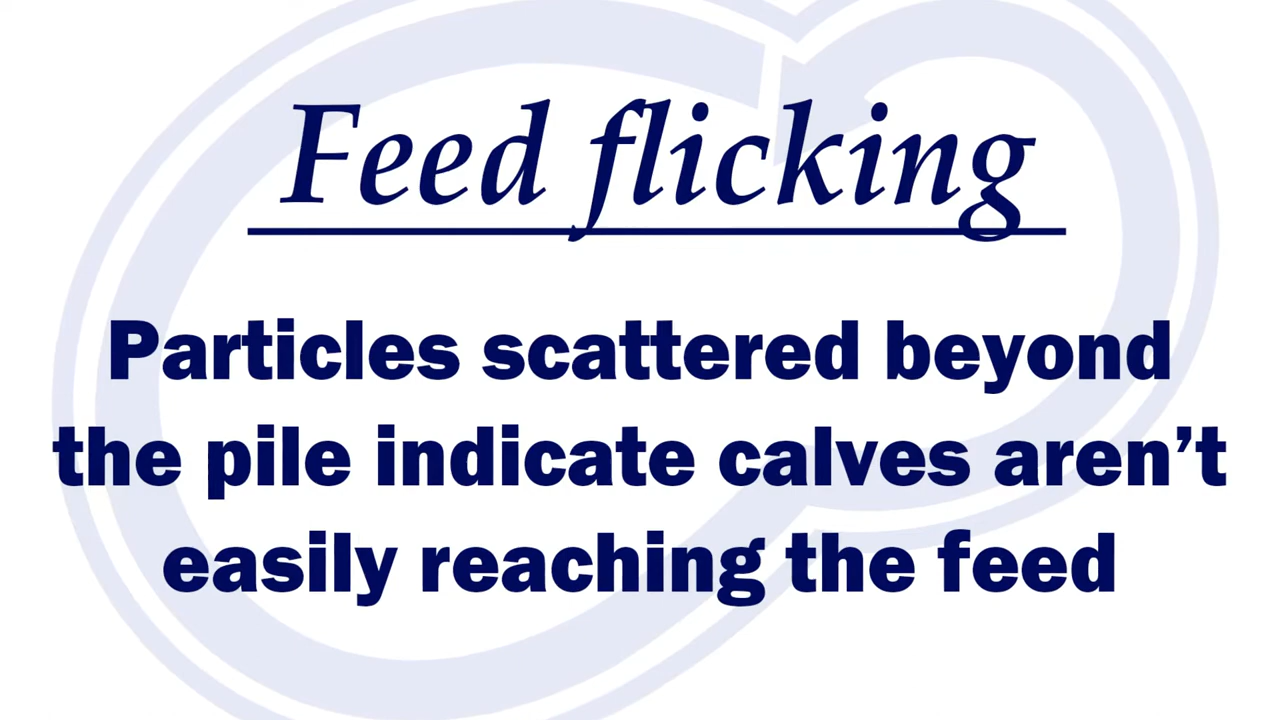 Feed flicking
Particles scattered beyond
the pile indicate calves aren’t
easily reaching the feed